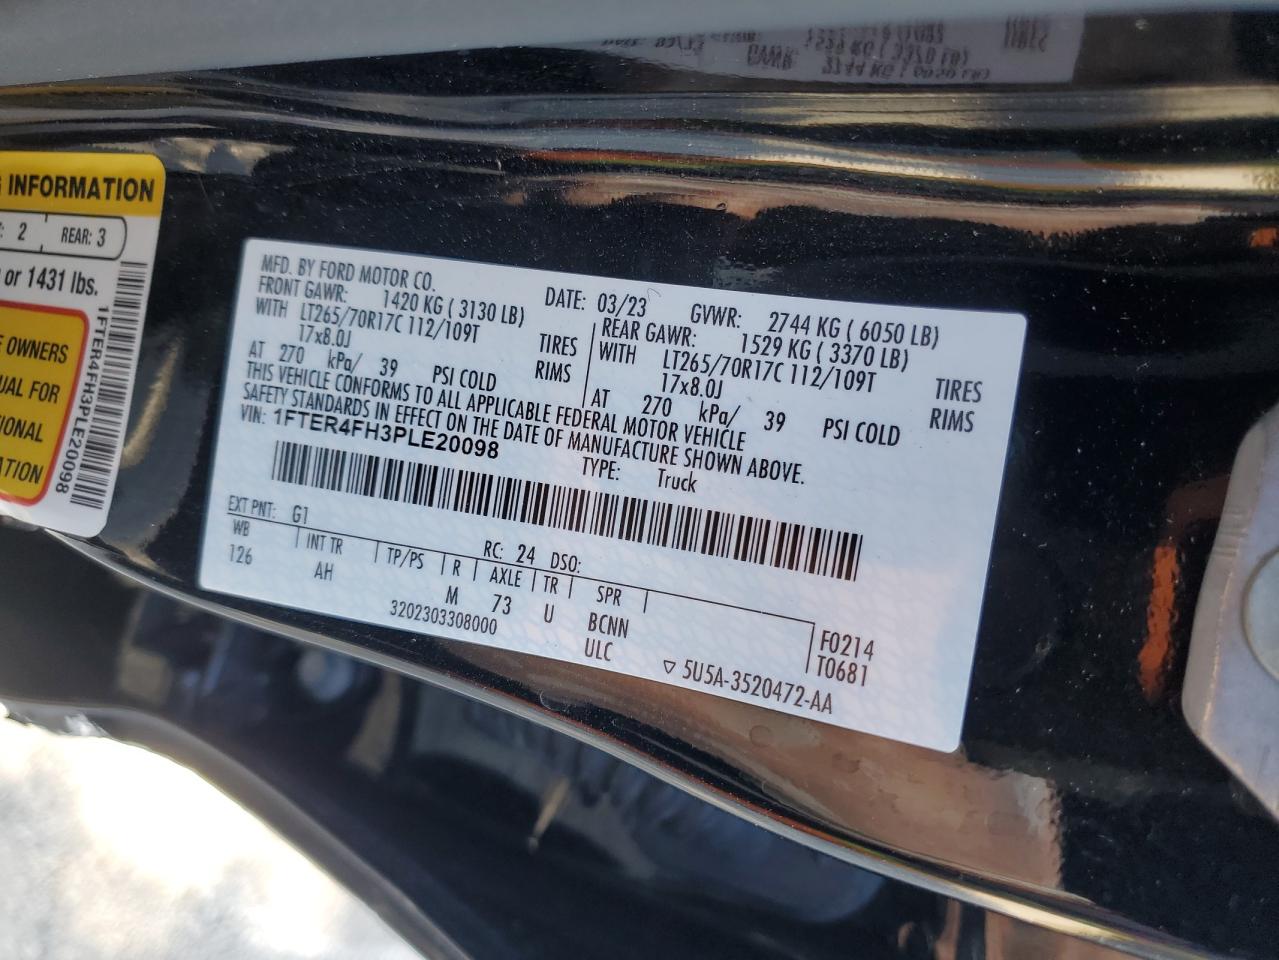 INFORMATION
: 2 REAR: 3
or 1431 lbs.
E OWNERS
UAL FOR
IONAL
ATION
1FTER4FH3PLE20098
MFD. BY FORD MOTOR CO.
DATE: 03/23 GVWR: 2744 KG ( 6050 LB)
FRONT GAWR: 1420 KG ( 3130 LB)
WITH LT265/70R17C 112/109T TIRES
17x8.0J RIMS
AT 270 kPa/ 39 PSI COLD
REAR GAWR: 1529 KG ( 3370 LB)
WITH LT265/70R17C 112/109T TIRES
17x8.0J RIMS
AT 270 kPa/ 39 PSI COLD
THIS VEHICLE CONFORMS TO ALL APPLICABLE FEDERAL MOTOR VEHICLE
SAFETY STANDARDS IN EFFECT ON THE DATE OF MANUFACTURE SHOWN ABOVE.
VIN: 1FTER4FH3PLE20098
TYPE: Truck
EXT PNT: G1 RC: 24 DSO:
WB INT TR TP/PS R AXLE TR SPR
126 AH M 73 U BCNN
ULC
3202303308000
F0214
T0681
5U5A-3520472-AA